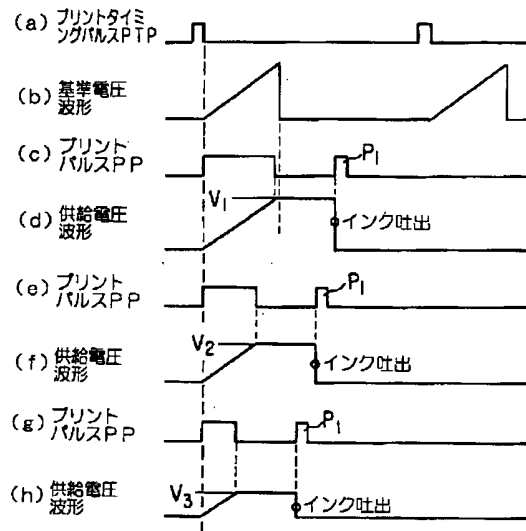 (a) プリントタイミ
ングパルスPTP
(b) 基準電圧
波形
(c) プリント
パルスPP
P1
V1
(d) 供給電圧
波形
インク吐出
(e) プリント
パルスPP
P1
V2
(f) 供給電圧
波形
インク吐出
(g) プリント
パルスPP
P1
V3
(h) 供給電圧
波形
インク吐出